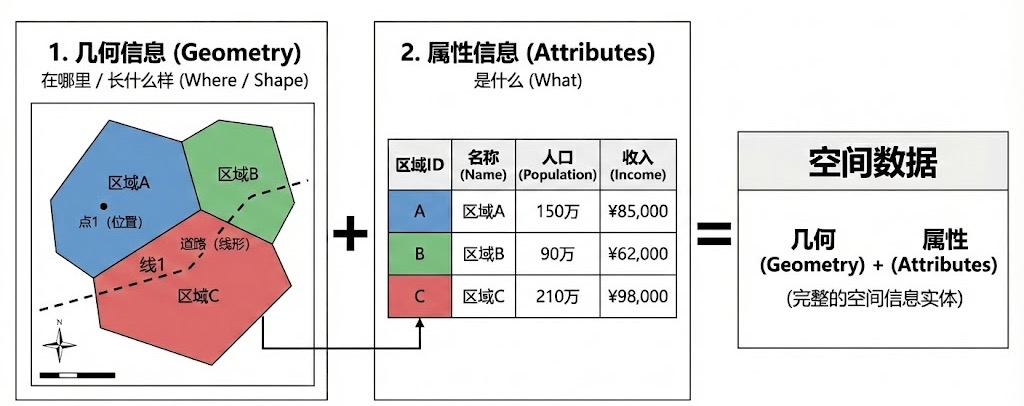 1. 几何信息 (Geometry)
在哪里 / 长什么样 (Where / Shape)
区域A
区域B
点1（位置）
道路（线形）
线1
区域C
N
2. 属性信息 (Attributes)
是什么 (What)
区域ID 名称 (Name) 人口 (Population) 收入 (Income)
A 区域A 150万 ¥85,000
B 区域B 90万 ¥62,000
C 区域C 210万 ¥98,000
+
=
空间数据
几何 属性
(Geometry) + (Attributes)
(完整的空间信息实体)